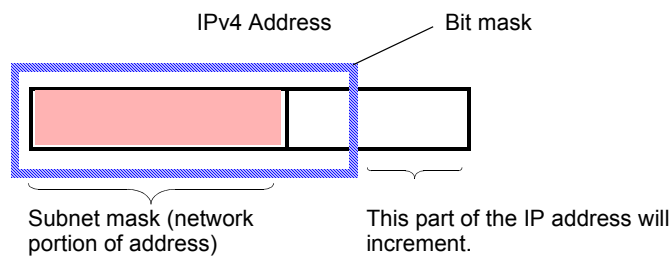 IPv4 Address
Bit mask
Subnet mask (network
portion of address)
This part of the IP address will
increment.